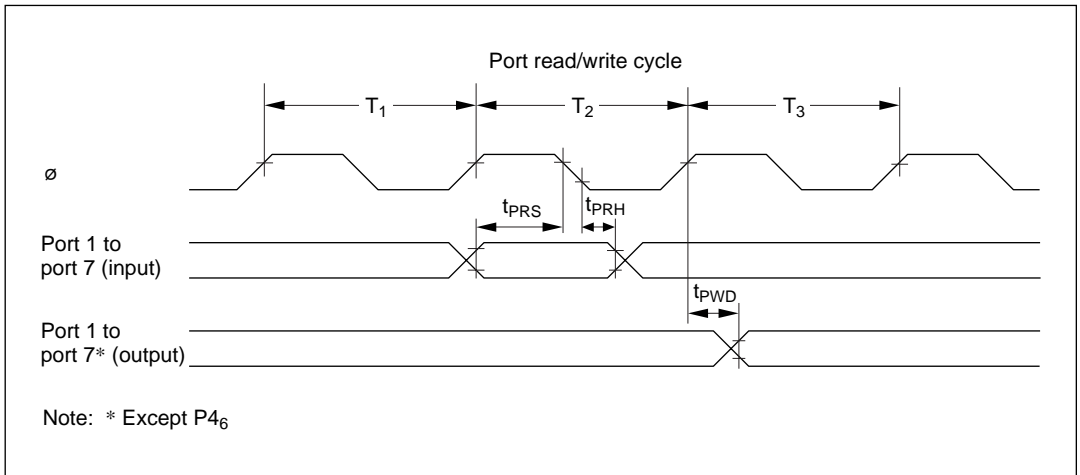 Port read/write cycle
T₁ T₂ T₃
ø
tPRS tPRH
Port 1 to
port 7 (input)
tPWD
Port 1 to
port 7* (output)
Note: * Except P4₆